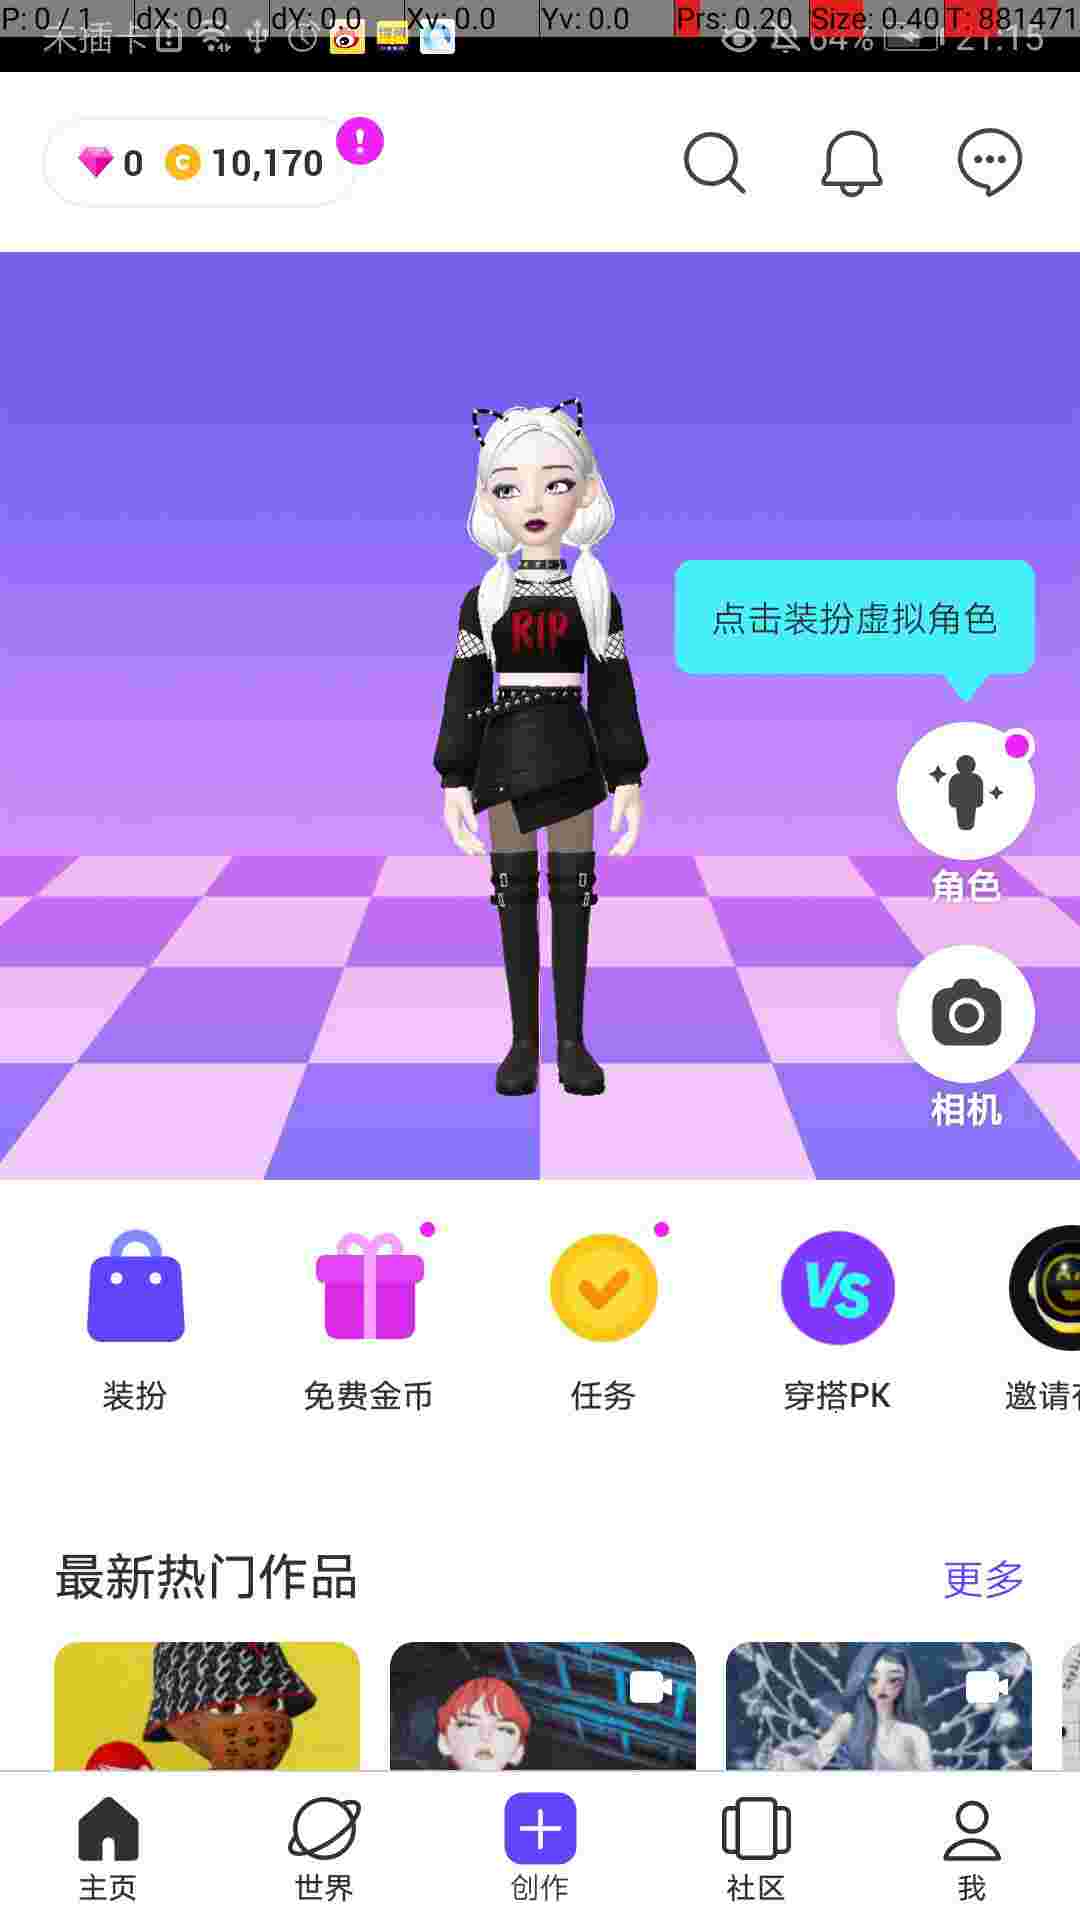 P: 0 / 1 dX: 0.0 dY: 0.0 Xv: 0.0 Yv: 0.0 Prs: 0.20 Size: 0.40 T: 881471
未插卡 64% 21:15
0 C 10,170 !
RIP
点击装扮虚拟角色
角色
相机
VS
装扮 免费金币 任务 穿搭PK 邀请
最新热门作品 更多
主页 世界 创作 社区 我